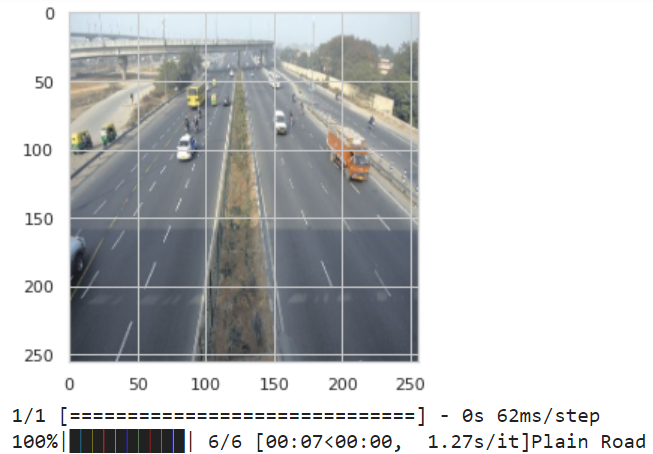 0
50
100
150
200
250
0 50 100 150 200 250
1/1 [==============================] - 0s 62ms/step
100%|██████████| 6/6 [00:07<00:00, 1.27s/it]Plain Road